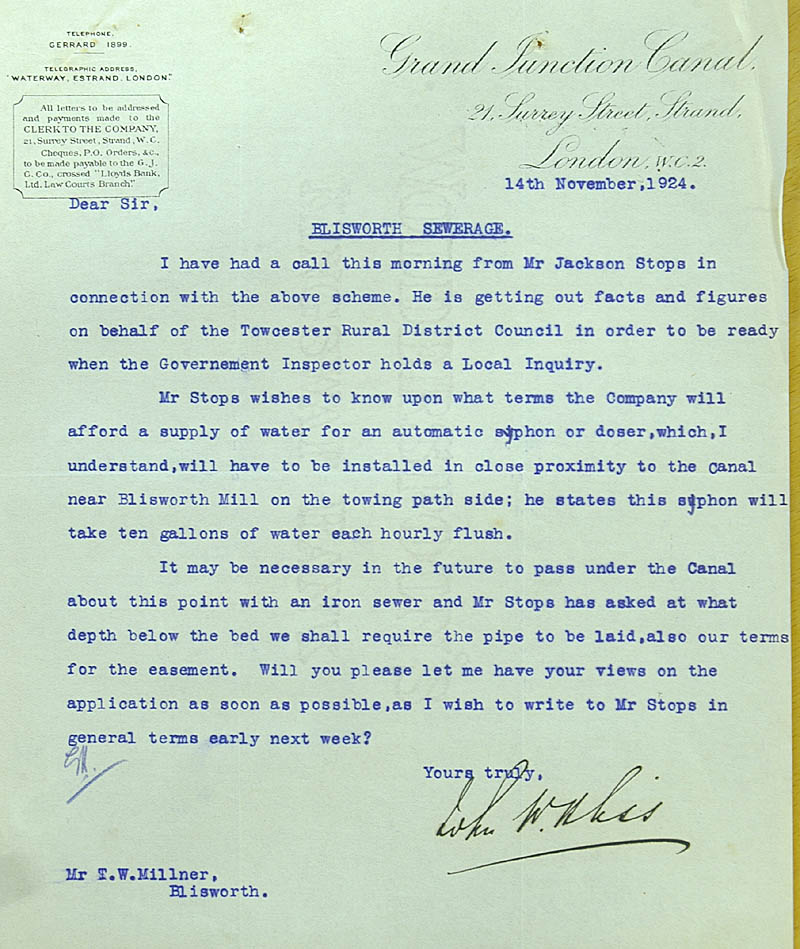 TELEPHONE,
GERRARD 1899.
TELEGRAPHIC ADDRESS,
"WATERWAY, ESTRAND, LONDON."
All letters to be addressed
and payments made to the
CLERK TO THE COMPANY,
21, Surrey Street, Strand, W.C.
Cheques, P.O. Orders, &c.,
to be made payable to the G. J.
C. Co., crossed "Lloyds Bank,
Ltd. Law Courts Branch."
Grand Junction Canal,
21, Surrey Street, Strand,
London, W.C.2.
14th November,1924.
Dear Sir,
BLISWORTH SEWERAGE.
I have had a call this morning from Mr Jackson Stops in
connection with the above scheme. He is getting out facts and figures
on behalf of the Towcester Rural District Council in order to be ready
when the Governement Inspector holds a Local Inquiry.
Mr Stops wishes to know upon what terms the Company will
afford a supply of water for an automatic syphon or doser,which,I
understand,will have to be installed in close proximity to the Canal
near Blisworth Mill on the towing path side; he states this syphon will
take ten gallons of water each hourly flush.
It may be necessary in the future to pass under the Canal
about this point with an iron sewer and Mr Stops has asked at what
depth below the bed we shall require the pipe to be laid,also our terms
for the easement. Will you please let me have your views on the
application as soon as possible,as I wish to write to Mr Stops in
general terms early next week?
Yours truly,
John W.
Mr T.W.Millner,
Blisworth.